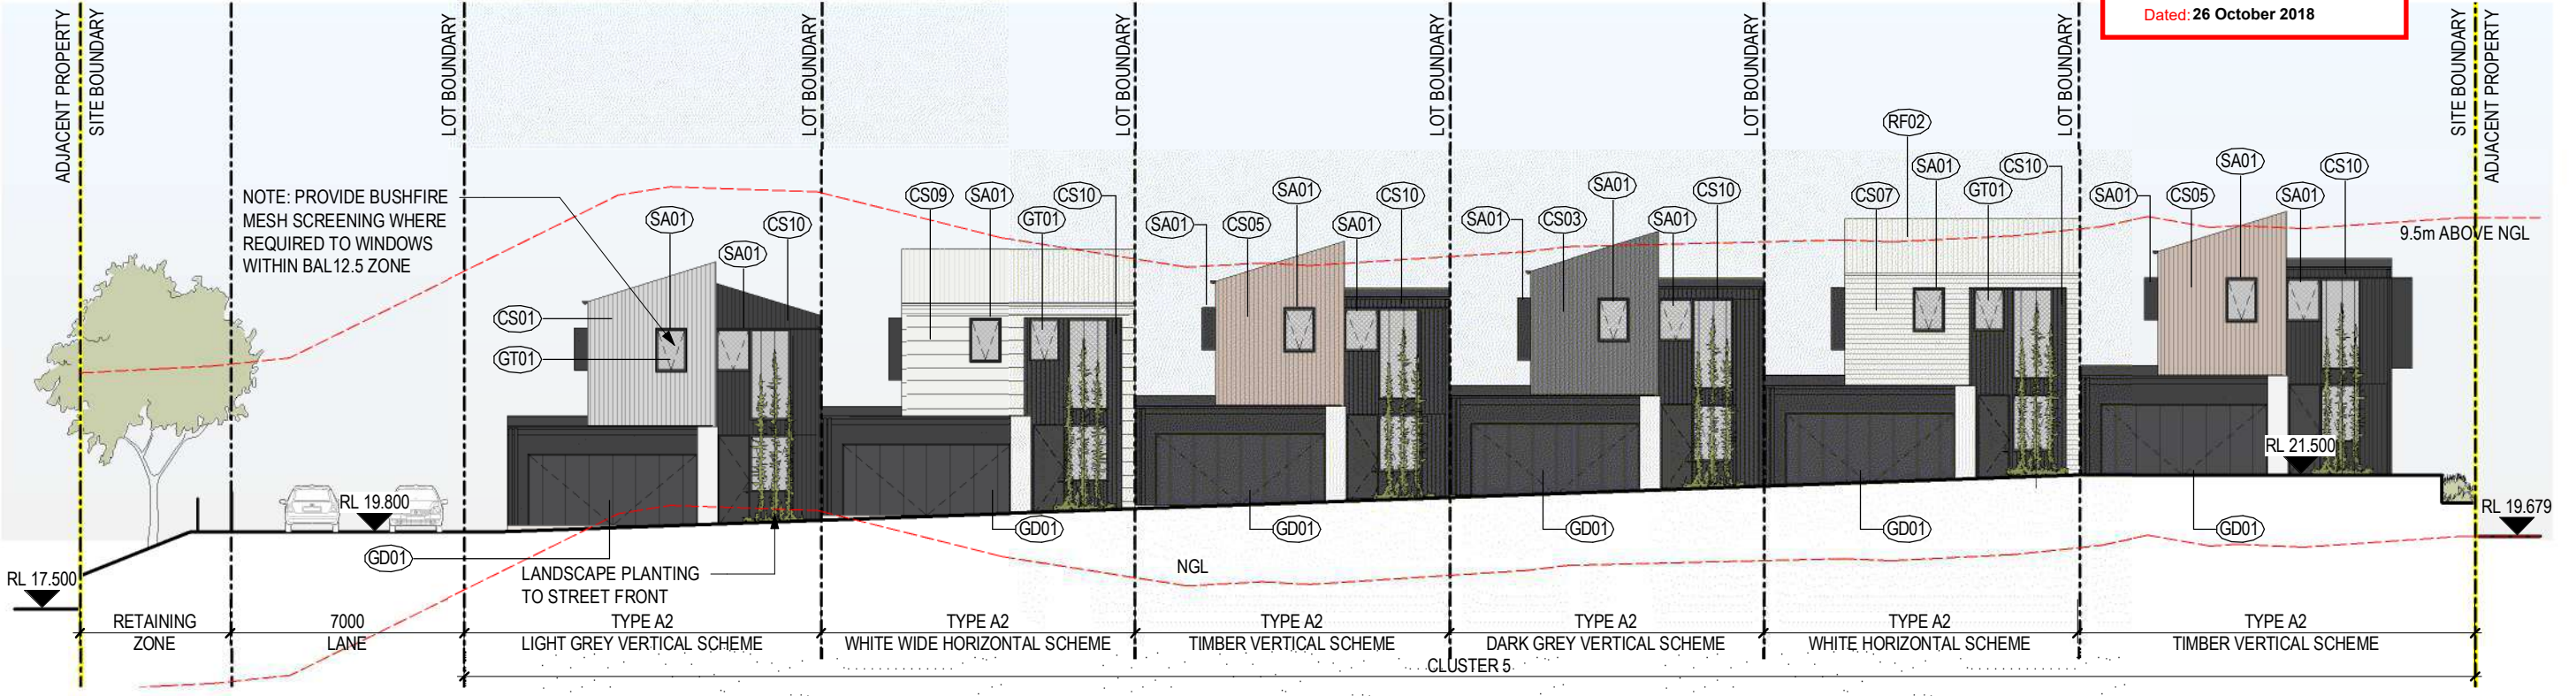 Dated: 26 October 2018
ADJACENT PROPERTY
SITE BOUNDARY
LOT BOUNDARY
LOT BOUNDARY
LOT BOUNDARY
LOT BOUNDARY
LOT BOUNDARY
LOT BOUNDARY
SITE BOUNDARY
ADJACENT PROPERTY
NOTE: PROVIDE BUSHFIRE
MESH SCREENING WHERE
REQUIRED TO WINDOWS
WITHIN BAL12.5 ZONE
SA01
SA01
CS10
CS01
GT01
CS09
SA01
GT01
CS10
SA01
CS05
SA01
SA01
CS10
SA01
CS03
SA01
SA01
CS10
RF02
CS07
SA01
GT01
CS10
SA01
CS05
SA01
SA01
CS10
9.5m ABOVE NGL
RL 21.500
RL 19.800
RL 19.679
GD01
GD01
GD01
GD01
GD01
GD01
NGL
LANDSCAPE PLANTING
TO STREET FRONT
RL 17.500
RETAINING
ZONE
7000
LANE
TYPE A2
LIGHT GREY VERTICAL SCHEME
TYPE A2
WHITE WIDE HORIZONTAL SCHEME
TYPE A2
TIMBER VERTICAL SCHEME
TYPE A2
DARK GREY VERTICAL SCHEME
TYPE A2
WHITE HORIZONTAL SCHEME
TYPE A2
TIMBER VERTICAL SCHEME
CLUSTER 5